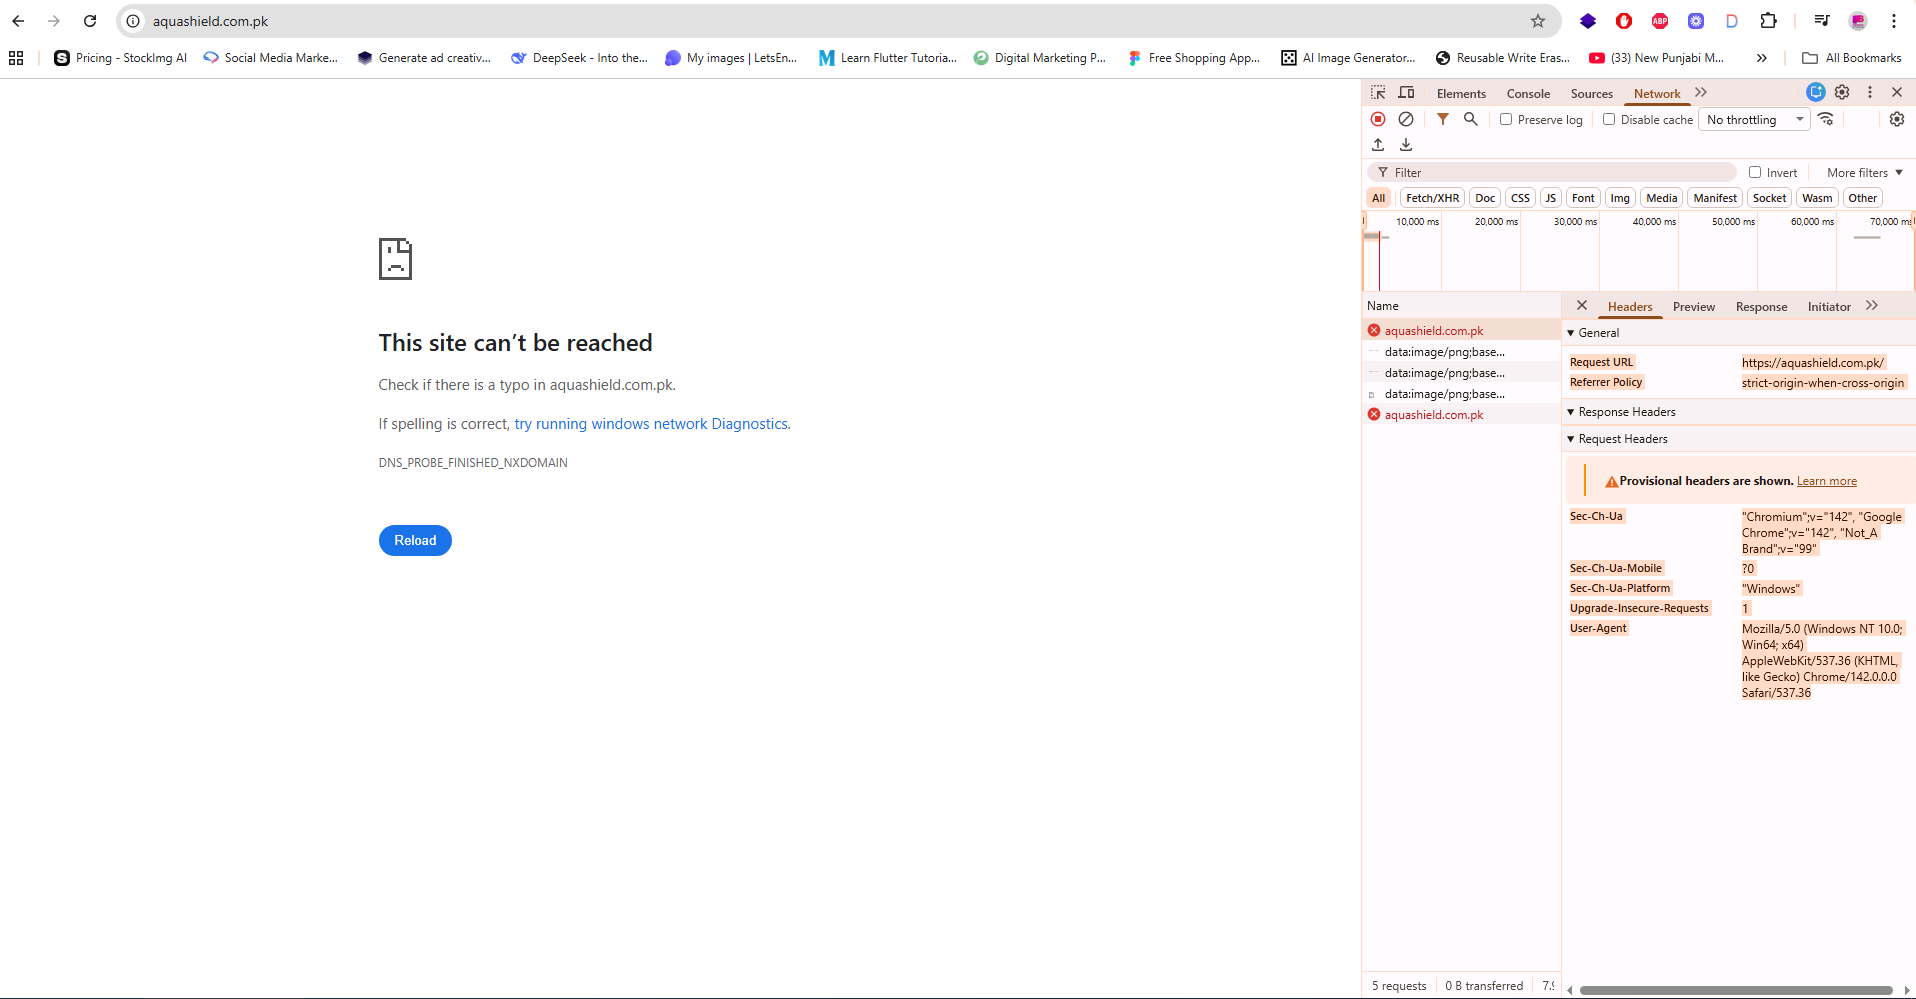 aquashield.com.pk
Pricing - StockImg AI
Social Media Marke...
Generate ad creativ...
DeepSeek - Into the...
My images | LetsEn...
Learn Flutter Tutoria...
Digital Marketing P...
Free Shopping App...
AI Image Generator...
Reusable Write Eras...
(33) New Punjabi M...
All Bookmarks
This site can't be reached
Check if there is a typo in aquashield.com.pk.
If spelling is correct, try running windows network Diagnostics.
DNS_PROBE_FINISHED_NXDOMAIN
Reload
Elements Console Sources Network
Preserve log Disable cache No throttling
Filter Invert More filters
All Fetch/XHR Doc CSS JS Font Img Media Manifest Socket Wasm Other
10,000 ms 20,000 ms 30,000 ms 40,000 ms 50,000 ms 60,000 ms 70,000 ms
Name
aquashield.com.pk
data:image/png;base...
data:image/png;base...
data:image/png;base...
aquashield.com.pk
Headers Preview Response Initiator
General
Request URL https://aquashield.com.pk/
Referrer Policy strict-origin-when-cross-origin
Response Headers
Request Headers
Provisional headers are shown. Learn more
Sec-Ch-Ua "Chromium";v="142", "Google
Chrome";v="142", "Not_A
Brand";v="99"
Sec-Ch-Ua-Mobile ?0
Sec-Ch-Ua-Platform "Windows"
Upgrade-Insecure-Requests 1
User-Agent Mozilla/5.0 (Windows NT 10.0;
Win64; x64)
AppleWebKit/537.36 (KHTML,
like Gecko) Chrome/142.0.0.0
Safari/537.36
5 requests 0 B transferred